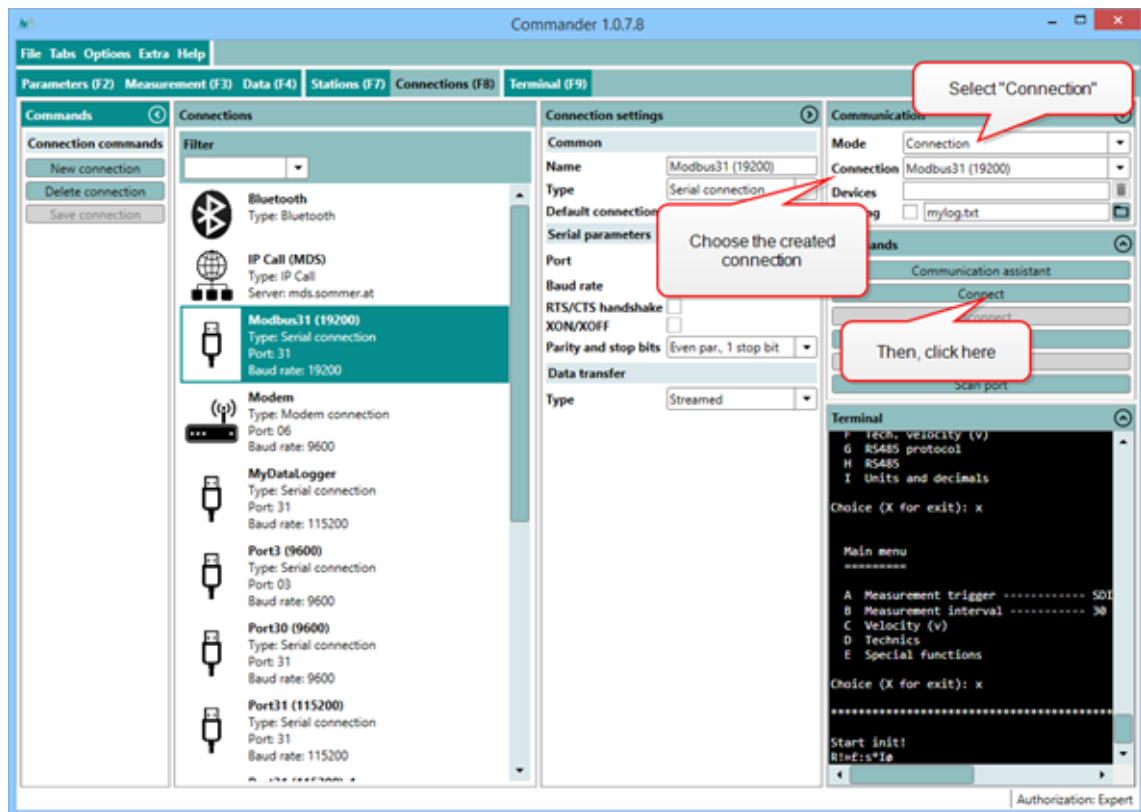 Commander 1.0.7.8
File Tabs Options Extra Help
Parameters (F2) Measurement (F3) Data (F4) Stations (F7) Connections (F8) Terminal (F9)
Commands
Connection commands
New connection
Delete connection
Save connection
Connections
Filter
Bluetooth
Type: Bluetooth
IP Call (MDS)
Type: IP Call
Server: mds.sommer.at
Modbus31 (19200)
Type: Serial connection
Port: 31
Baud rate: 19200
Modem
Type: Modem connection
Port: 06
Baud rate: 9600
MyDataLogger
Type: Serial connection
Port: 31
Baud rate: 115200
Port3 (9600)
Type: Serial connection
Port: 03
Baud rate: 9600
Port30 (9600)
Type: Serial connection
Port: 31
Baud rate: 9600
Port31 (115200)
Type: Serial connection
Port: 31
Baud rate: 115200
Connection settings
Common
Name Modbus31 (19200)
Type Serial connection
Default connection
Serial parameters
Port
Baud rate
RTS/CTS handshake
XON/XOFF
Parity and stop bits Even par., 1 stop bit
Data transfer
Type Streamed
Select "Connection"
Choose the created
connection
Then, click here
Communication
Mode Connection
Connection Modbus31 (19200)
Devices
mylog.txt
Communication assistant
Connect
Scan port
Terminal
F Tech. velocity (v)
G RS485 protocol
H RS485
I Units and decimals
Choice (X for exit): x
Main menu
=========
A Measurement trigger ------------ SDI
B Measurement interval ----------- 30
C Velocity (v)
D Technics
E Special functions
Choice (X for exit): x
Start init!
Authorization: Expert